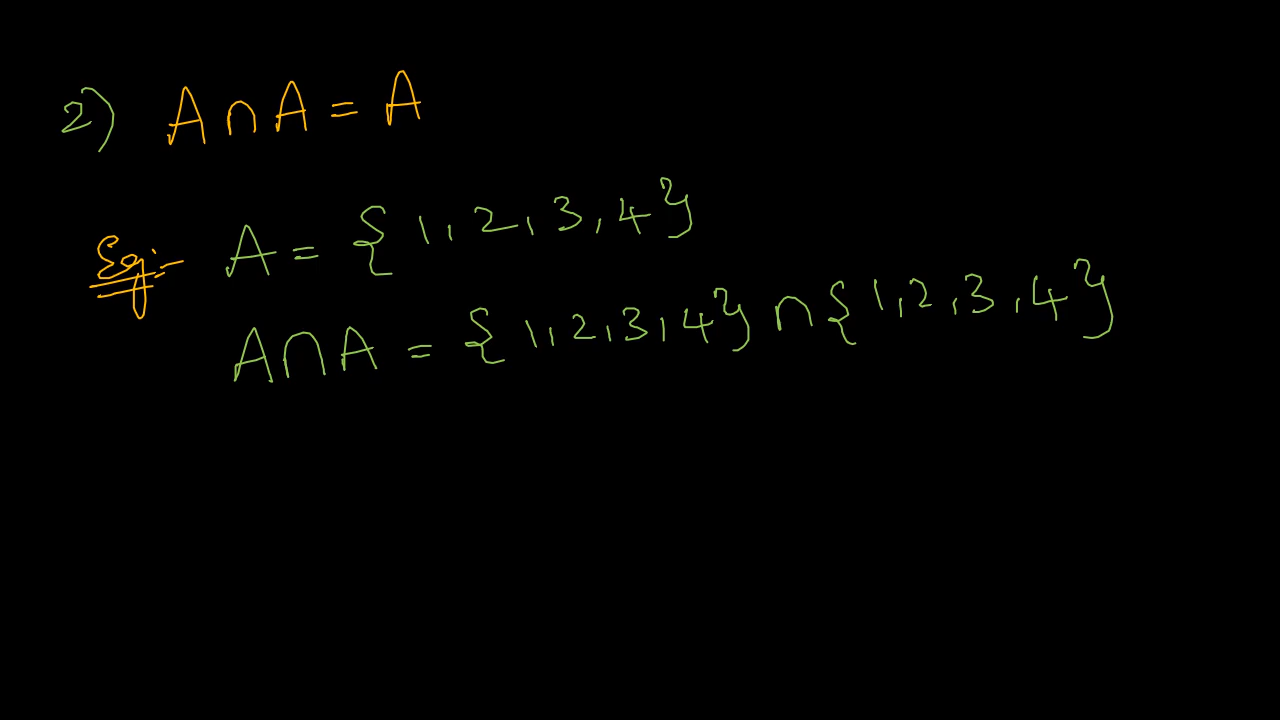 2) A∩A = A
Eg:- A = {1,2,3,4}
A∩A = {1,2,3,4}∩{1,2,3,4}